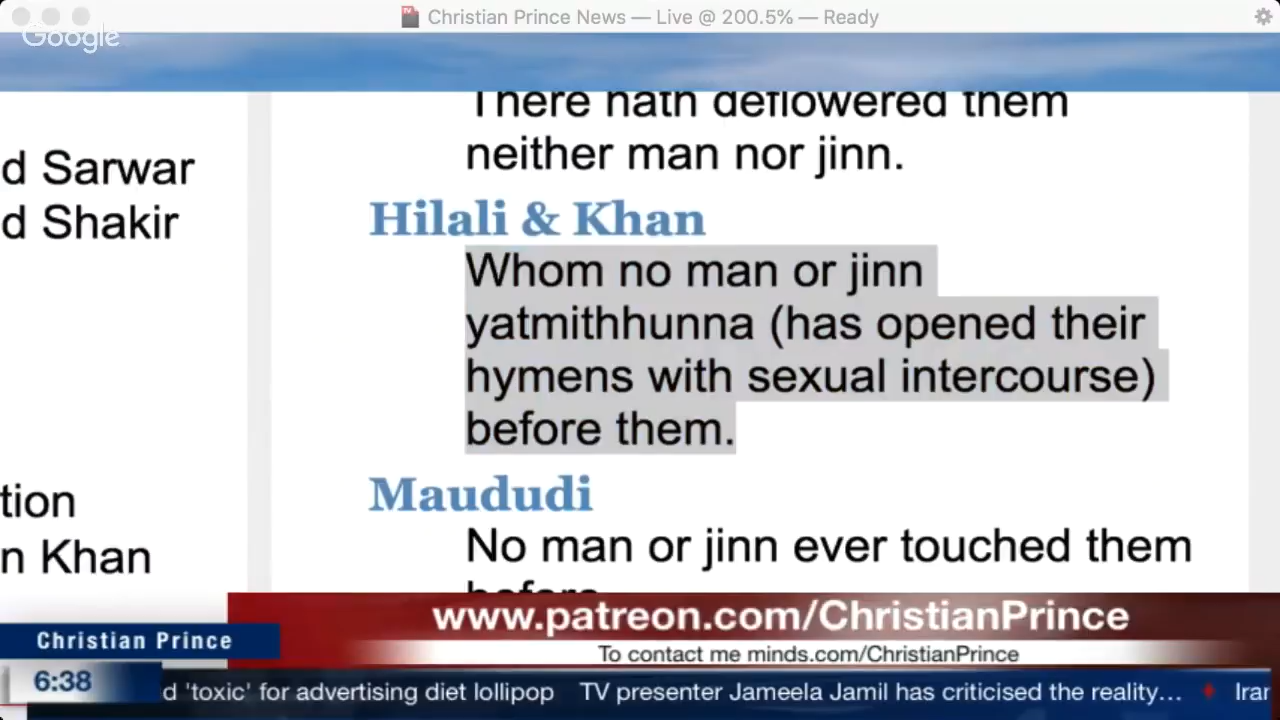 Christian Prince News — Live @ 200.5% — Ready
Google
There hath deflowered them
neither man nor jinn.
d Sarwar
d Shakir
Hilali & Khan
Whom no man or jinn
yatmithhunna (has opened their
hymens with sexual intercourse)
before them.
Maududi
No man or jinn ever touched them
before
tion
n Khan
www.patreon.com/ChristianPrince
Christian Prince
To contact me minds.com/ChristianPrince
6:38
d 'toxic' for advertising diet lollipop TV presenter Jameela Jamil has criticised the reality... Iran